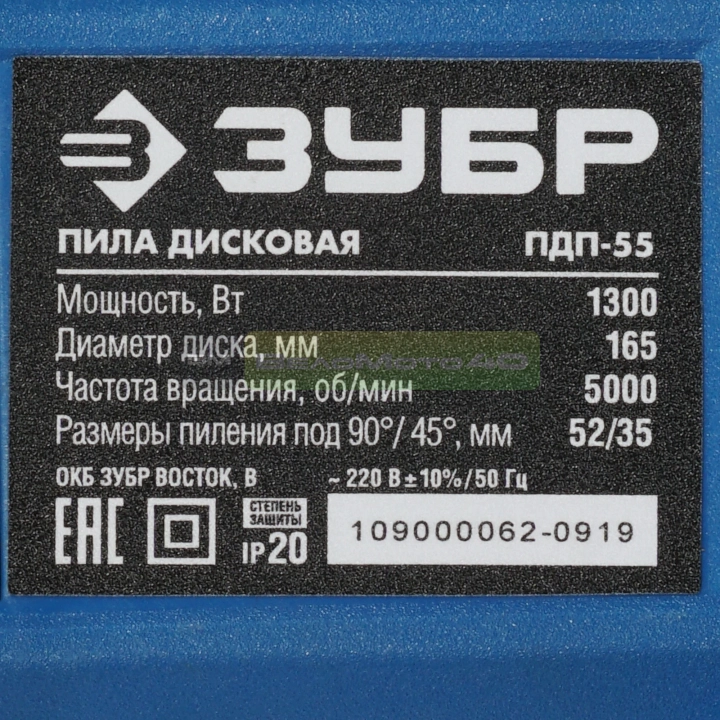 ЗУБР
ПИЛА ДИСКОВАЯ ПДП-55
Мощность, Вт 1300
Диаметр диска, мм 165
Частота вращения, об/мин 5000
Размеры пиления под 90°/ 45°, мм 52/35
ОКБ ЗУБР ВОСТОК, В ~ 220 В ± 10%/50 Гц
EAC СТЕПЕНЬ ЗАЩИТЫ IP20 109000062-0919